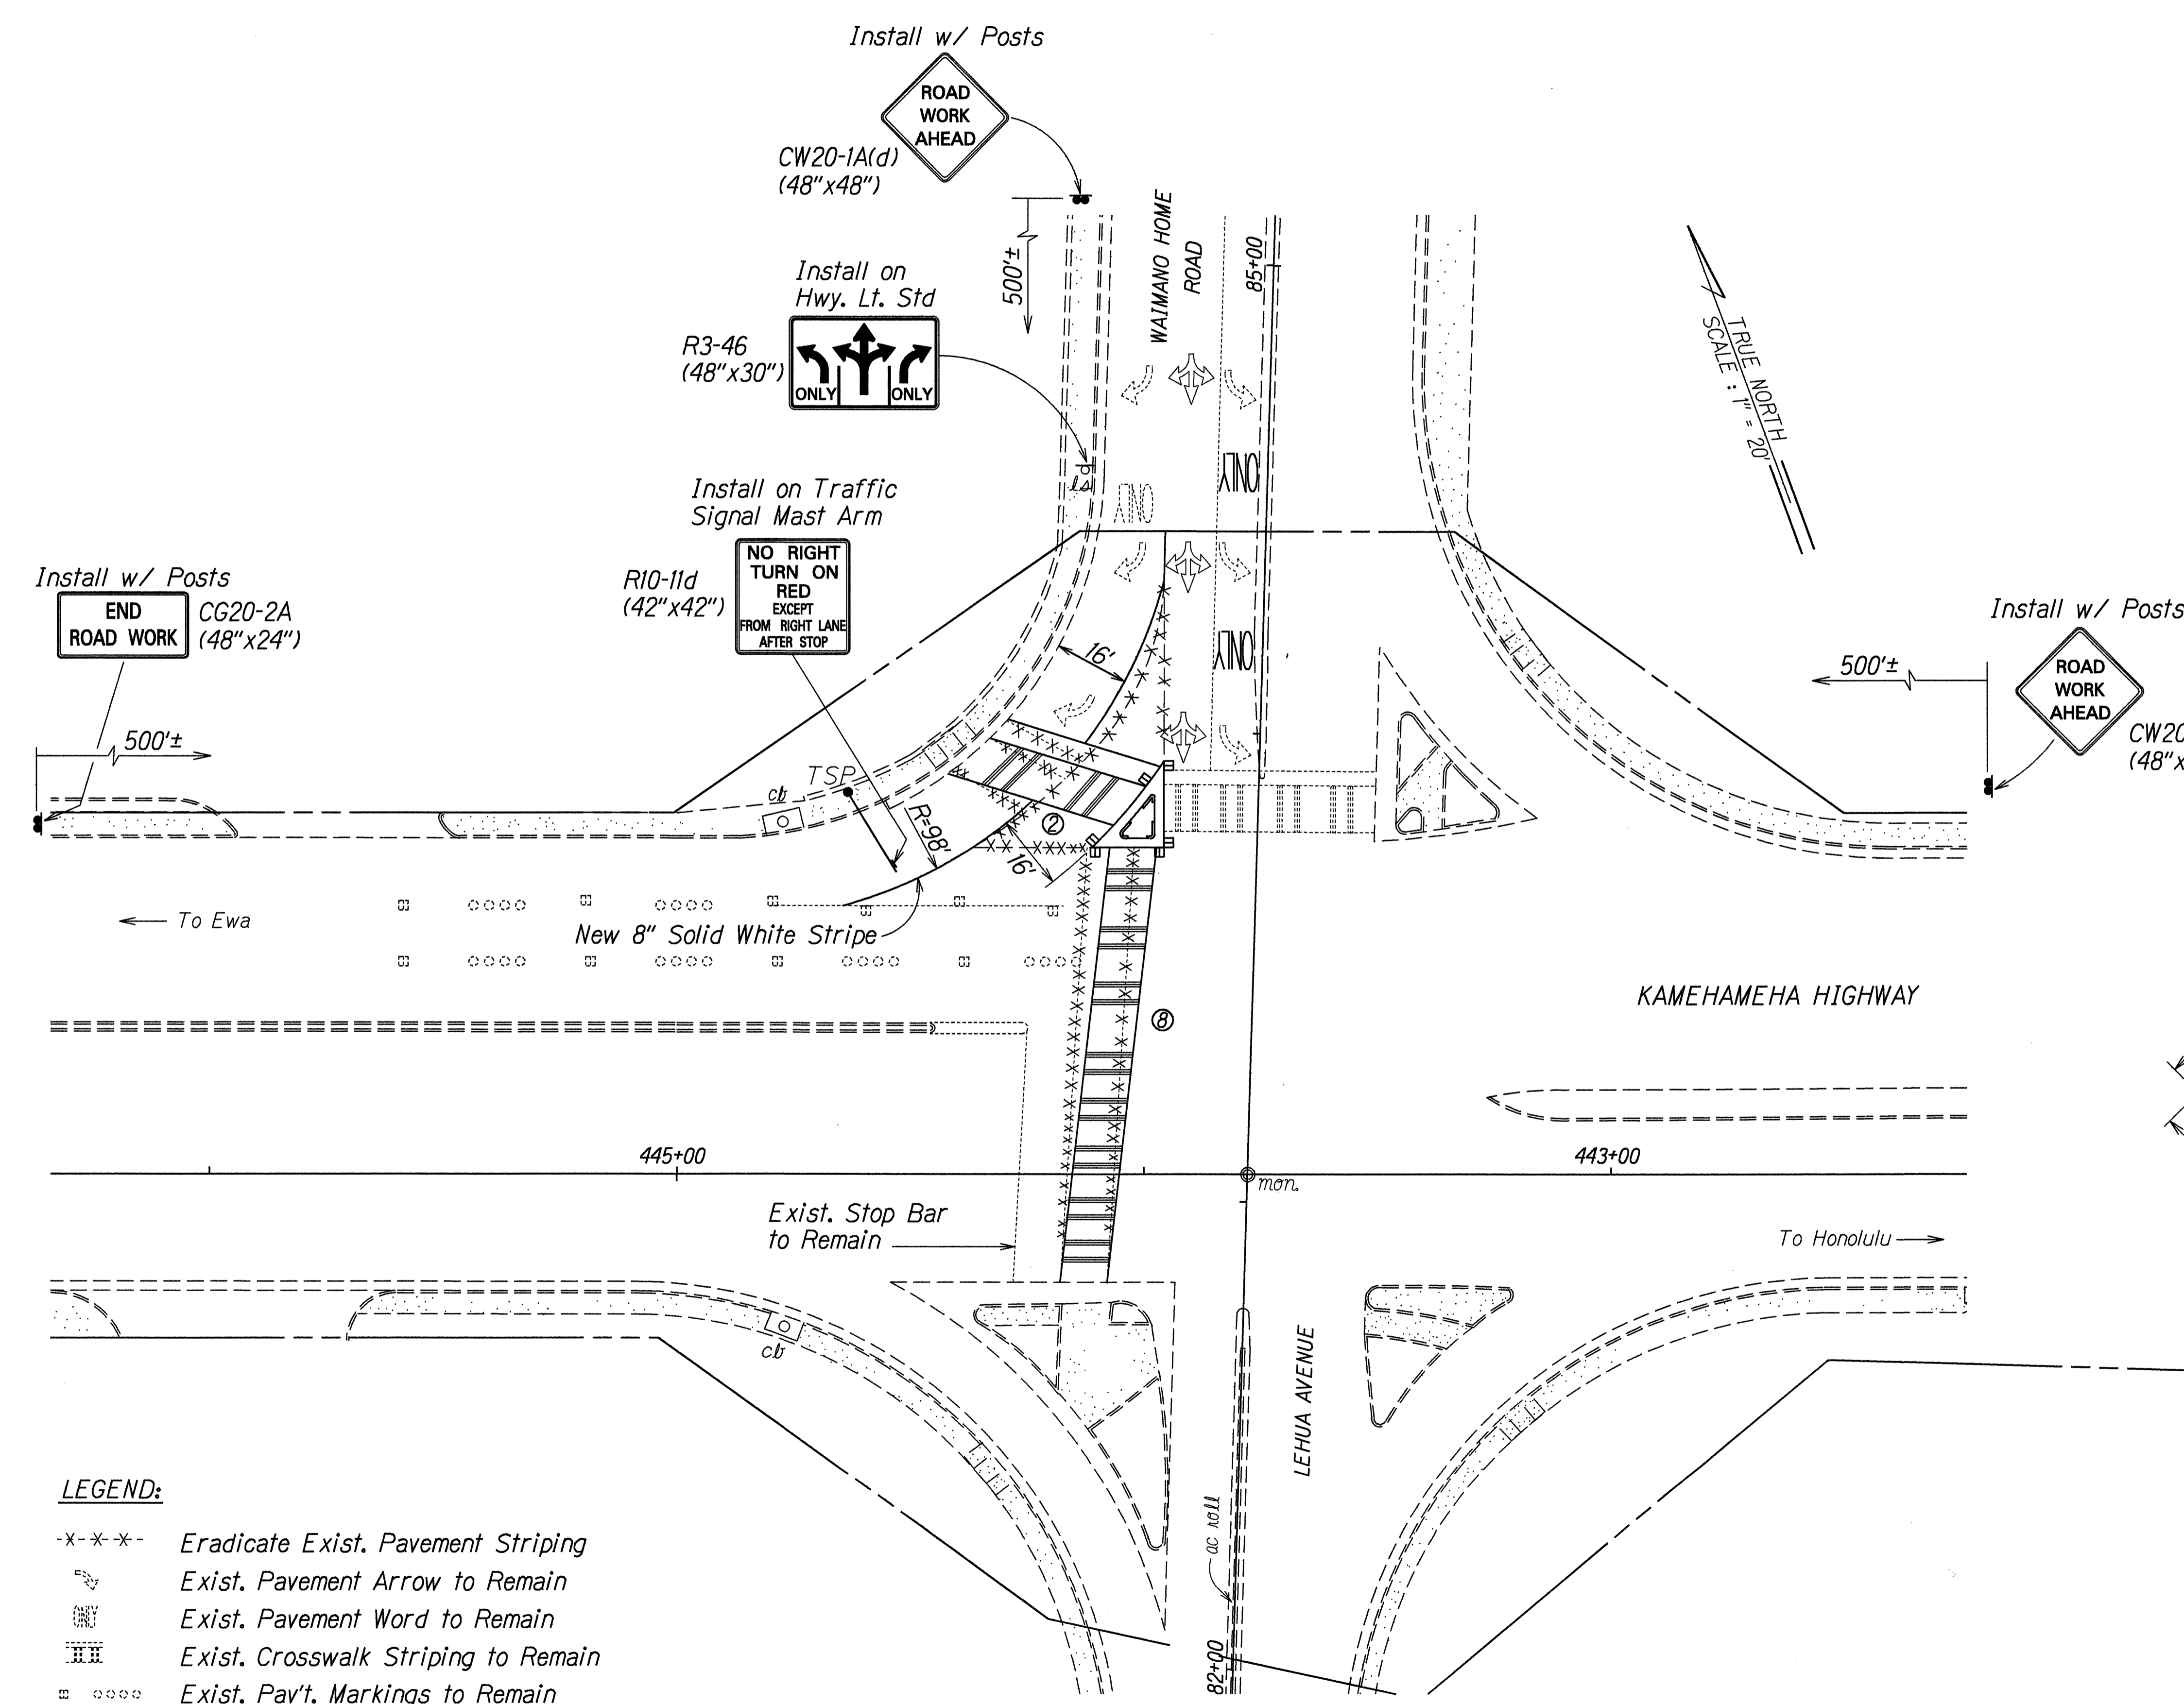 Install w/ Posts
ROAD
WORK
AHEAD
CW20-1A(d)
(48"x48")
500'±
WAIMANO HOME
ROAD
85+00
TRUE NORTH
SCALE : 1" = 20'
Install on
Hwy. Lt. Std
R3-46
(48"x30")
ONLY
ONLY
ls
ONLY
ONLY
ONLY
Install on Traffic
Signal Mast Arm
R10-11d
(42"x42")
NO RIGHT
TURN ON
RED
EXCEPT
FROM RIGHT LANE
AFTER STOP
Install w/ Posts
END
ROAD WORK
CG20-2A
(48"x24")
500'±
Install w/ Posts
ROAD
WORK
AHEAD
500'±
CW20
(48"x
16'
TSP
cb
R=98'
2
16'
To Ewa
New 8" Solid White Stripe
8
KAMEHAMEHA HIGHWAY
445+00
443+00
mon.
Exist. Stop Bar
to Remain
To Honolulu
cb
LEHUA AVENUE
ac roll
82+00
LEGEND:
-x-x-x- Eradicate Exist. Pavement Striping
Exist. Pavement Arrow to Remain
ONLY Exist. Pavement Word to Remain
Exist. Crosswalk Striping to Remain
Exist. Pav't. Markings to Remain